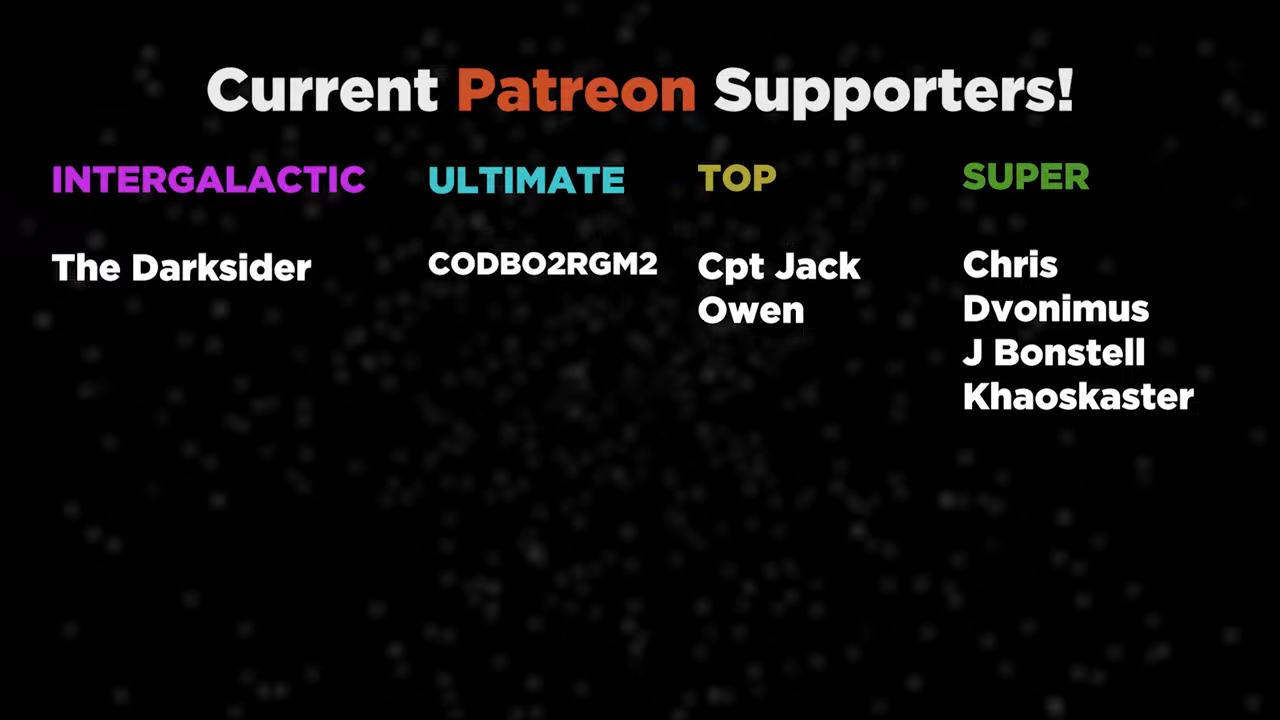 Current Patreon Supporters!
INTERGALACTIC
The Darksider
ULTIMATE
CODBO2RGM2
TOP
Cpt Jack
Owen
SUPER
Chris
Dvonimus
J Bonstell
Khaoskaster